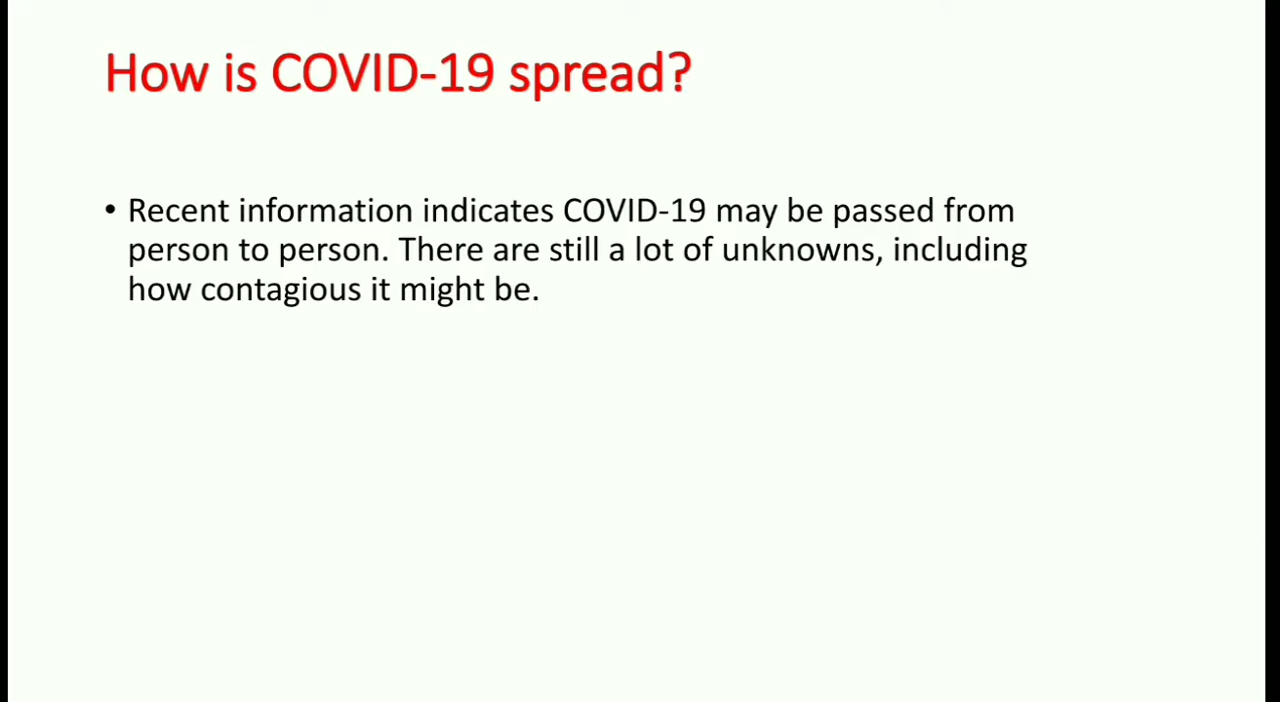 How is COVID-19 spread?
• Recent information indicates COVID-19 may be passed from
person to person. There are still a lot of unknowns, including
how contagious it might be.